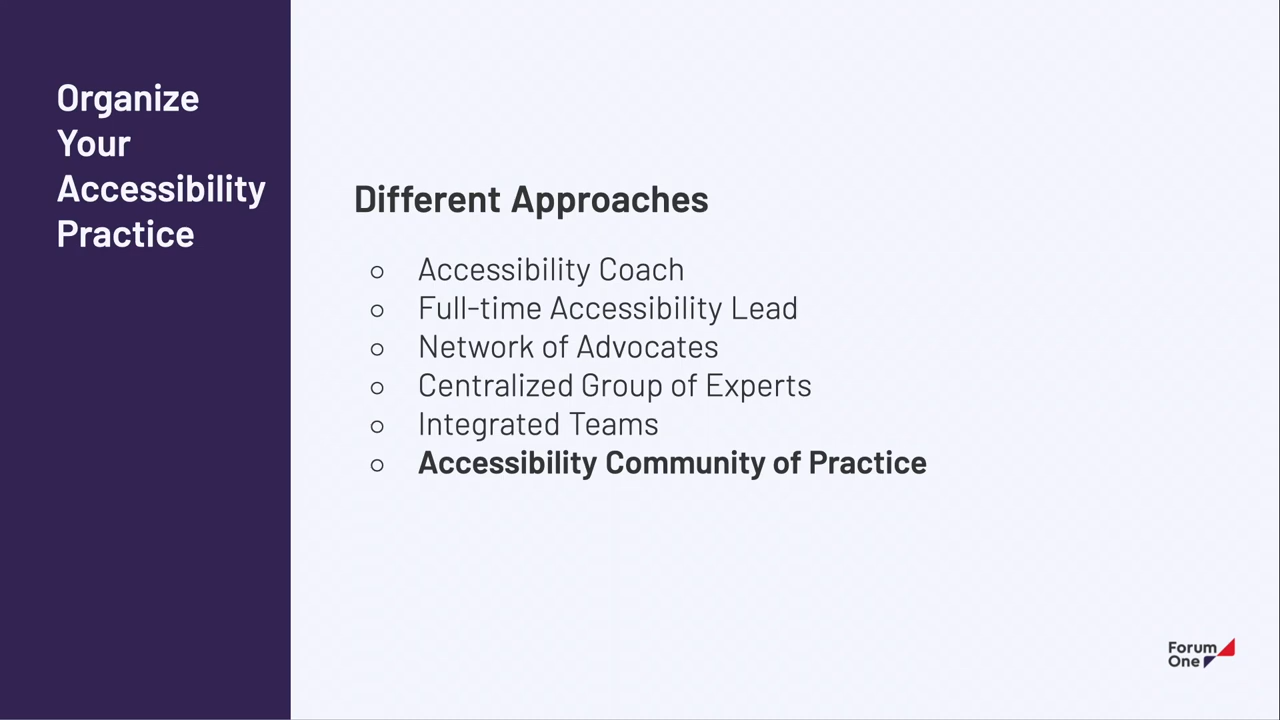 Organize
Your
Accessibility
Practice
Different Approaches
○ Accessibility Coach
○ Full-time Accessibility Lead
○ Network of Advocates
○ Centralized Group of Experts
○ Integrated Teams
○ Accessibility Community of Practice
Forum
One